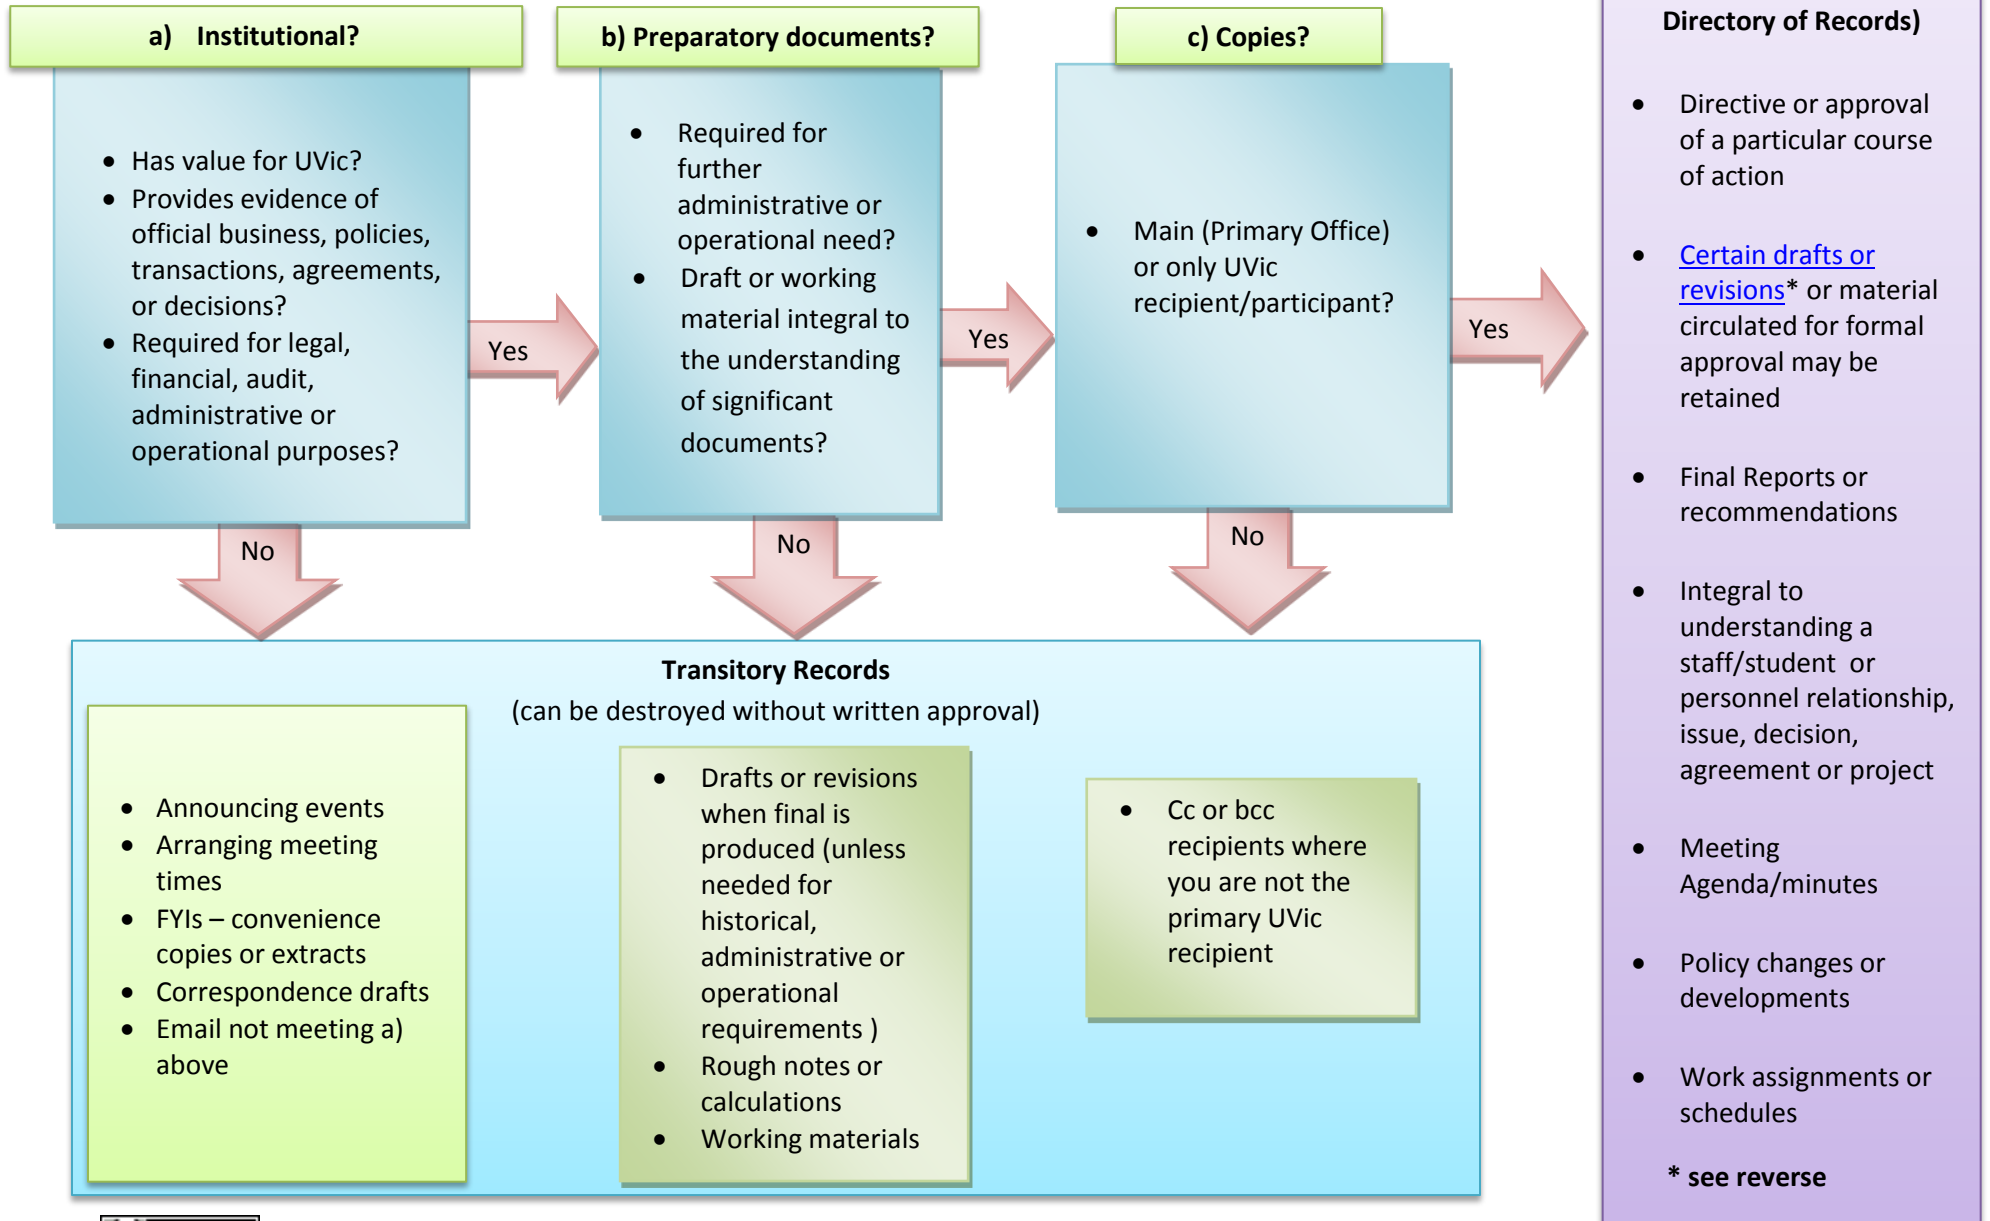 a) Institutional?
• Has value for UVic?
• Provides evidence of
official business, policies,
transactions, agreements,
or decisions?
• Required for legal,
financial, audit,
administrative or
operational purposes?
Yes
No
b) Preparatory documents?
• Required for
further
administrative or
operational need?
• Draft or working
material integral to
the understanding
of significant
documents?
Yes
No
c) Copies?
• Main (Primary Office)
or only UVic
recipient/participant?
Yes
No
Transitory Records
(can be destroyed without written approval)
• Announcing events
• Arranging meeting
times
• FYIs – convenience
copies or extracts
• Correspondence drafts
• Email not meeting a)
above
• Drafts or revisions
when final is
produced (unless
needed for
historical,
administrative or
operational
requirements )
• Rough notes or
calculations
• Working materials
• Cc or bcc
recipients where
you are not the
primary UVic
recipient
Directory of Records)
• Directive or approval
of a particular course
of action
• Certain drafts or
revisions* or material
circulated for formal
approval may be
retained
• Final Reports or
recommendations
• Integral to
understanding a
staff/student or
personnel relationship,
issue, decision,
agreement or project
• Meeting
Agenda/minutes
• Policy changes or
developments
• Work assignments or
schedules
* see reverse